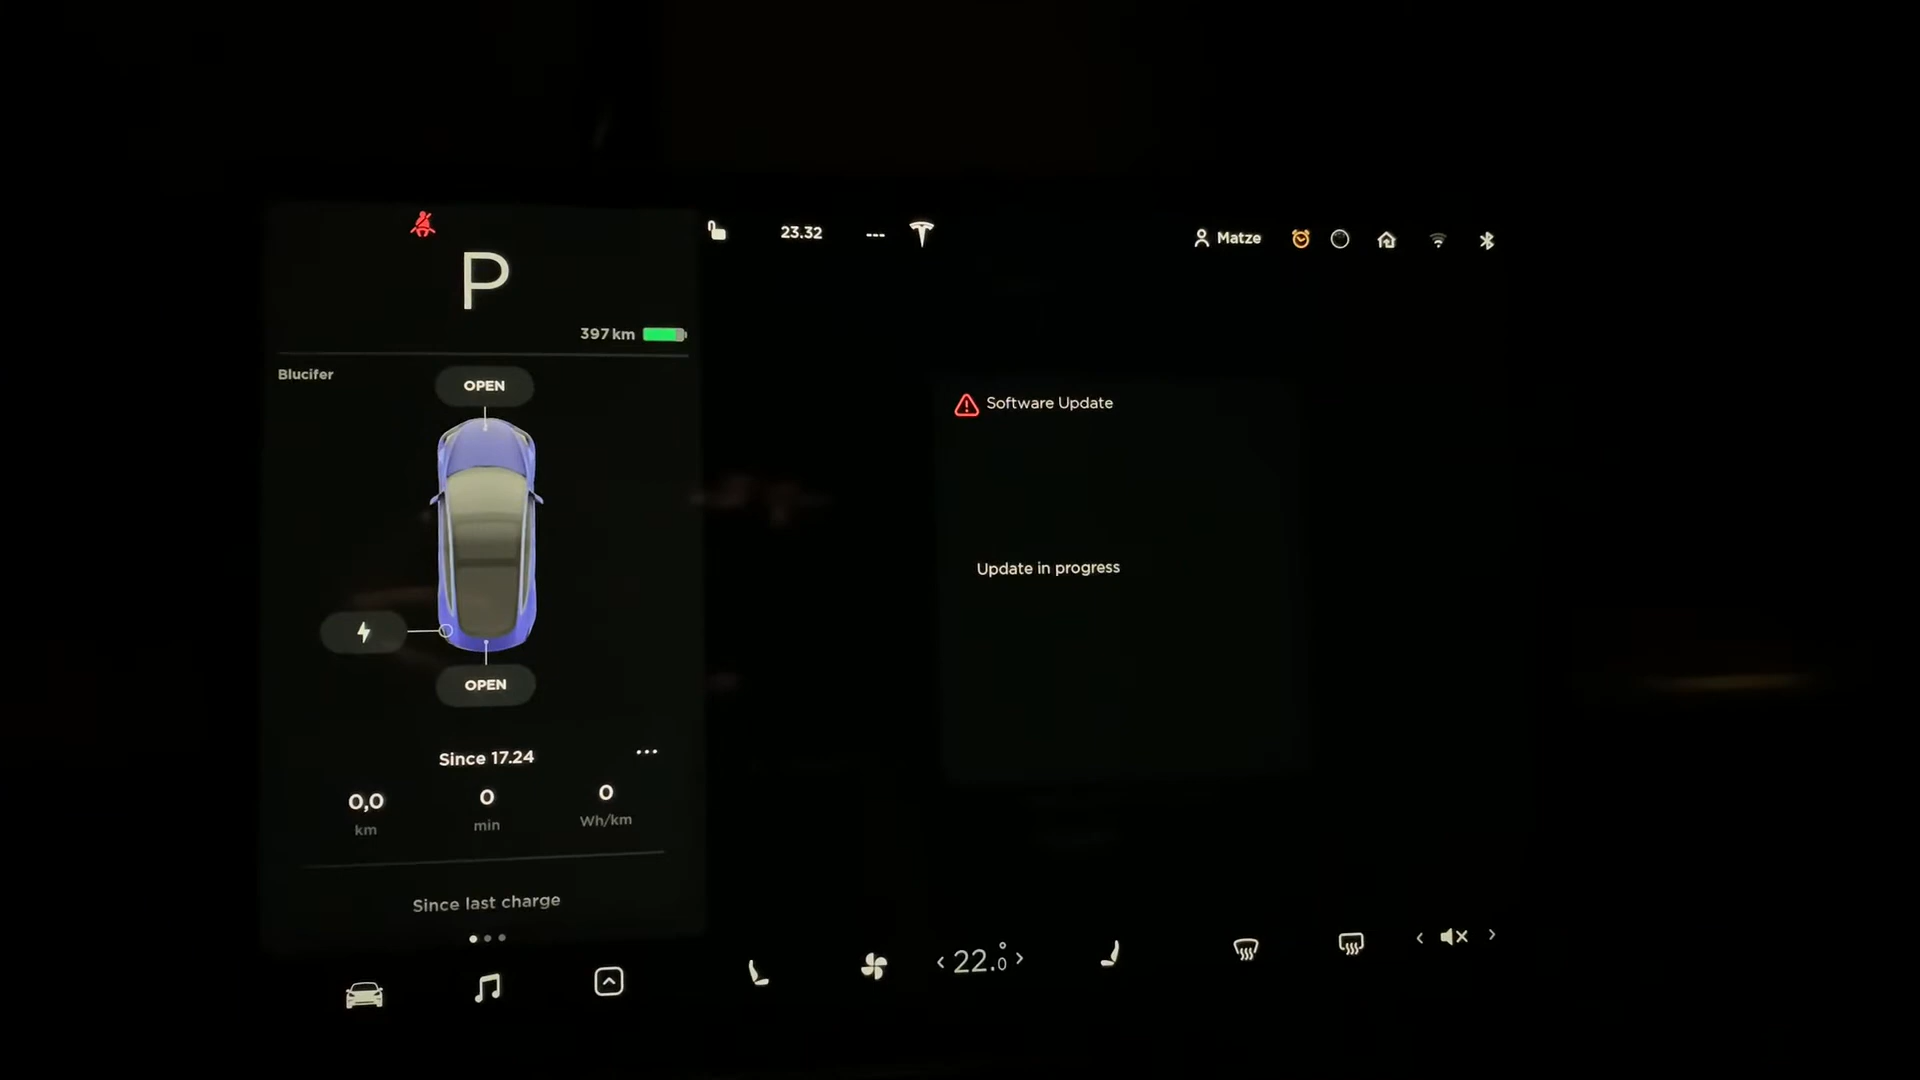 P
397 km
Blucifer
OPEN
OPEN
Since 17.24
...
0,0
km
0
min
0
Wh/km
Since last charge
23.32
---
Matze
Software Update
Update in progress
22.0°